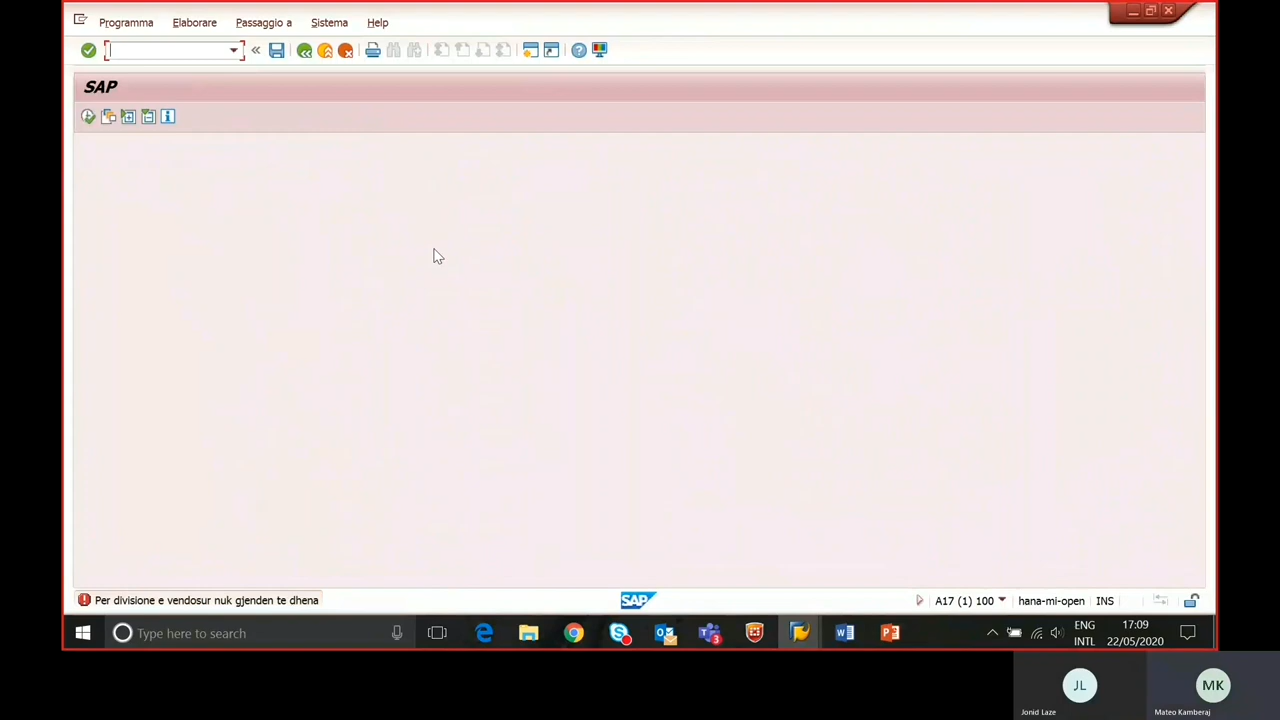 Programma Elaborare Passaggio a Sistema Help
SAP
Per divisione e vendosur nuk gjenden te dhena
SAP
A17 (1) 100 hana-mi-open INS
Type here to search
3
ENG
INTL
17:09
22/05/2020
JL
Jonid Laze
MK
Mateo Kamberaj